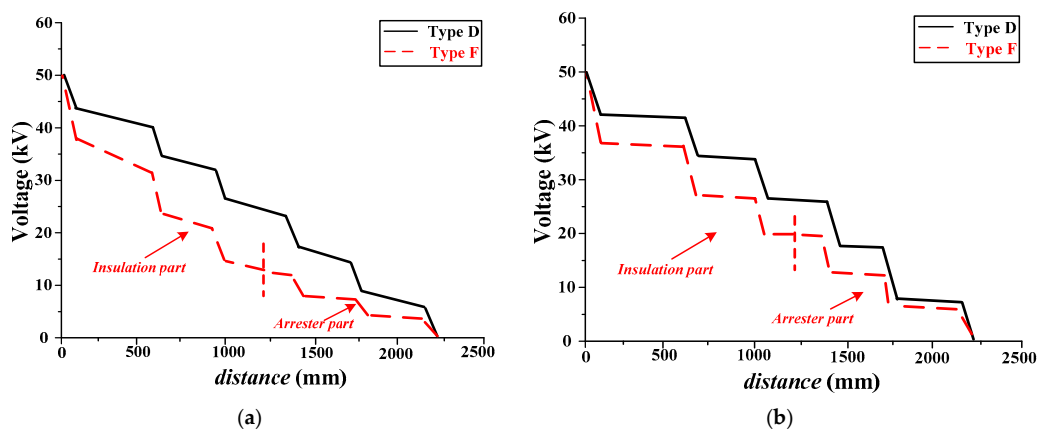 60
50
40
30
20
10
0
Voltage (kV)
Type D
Type F
Insulation part
Arrester part
0
500
1000
1500
2000
2500
distance (mm)
(a)
60
50
40
30
20
10
0
Voltage (kV)
Type D
Type F
Insulation part
Arrester part
0
500
1000
1500
2000
2500
distance (mm)
(b)